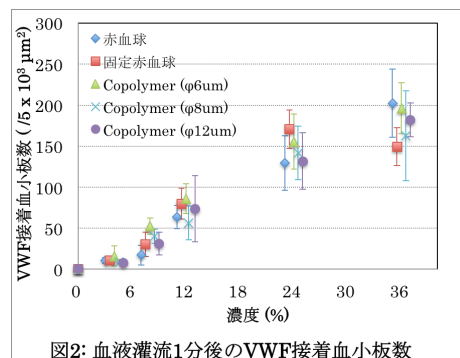 VWF接着血小板数 (/5 x 10³ µm²)
300
250
200
150
100
50
0
赤血球
固定赤血球
Copolymer (φ6um)
Copolymer (φ8um)
Copolymer (φ12um)
0 6 12 24 36
濃度 (%)
図2: 血液灌流1分後のVWF接着血小板数